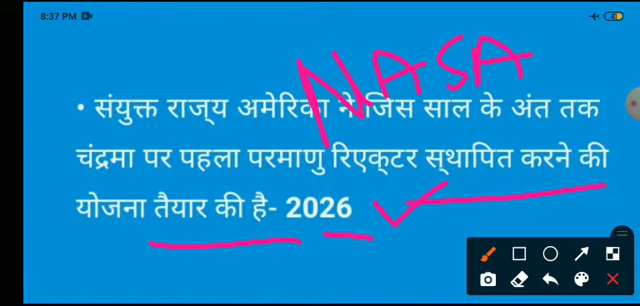 8:37 PM
NASA
• संयुक्त राज्य अमेरिका ने जिस साल के अंत तक
चंद्रमा पर पहला परमाणु रिएक्टर स्थापित करने की
योजना तैयार की है- 2026